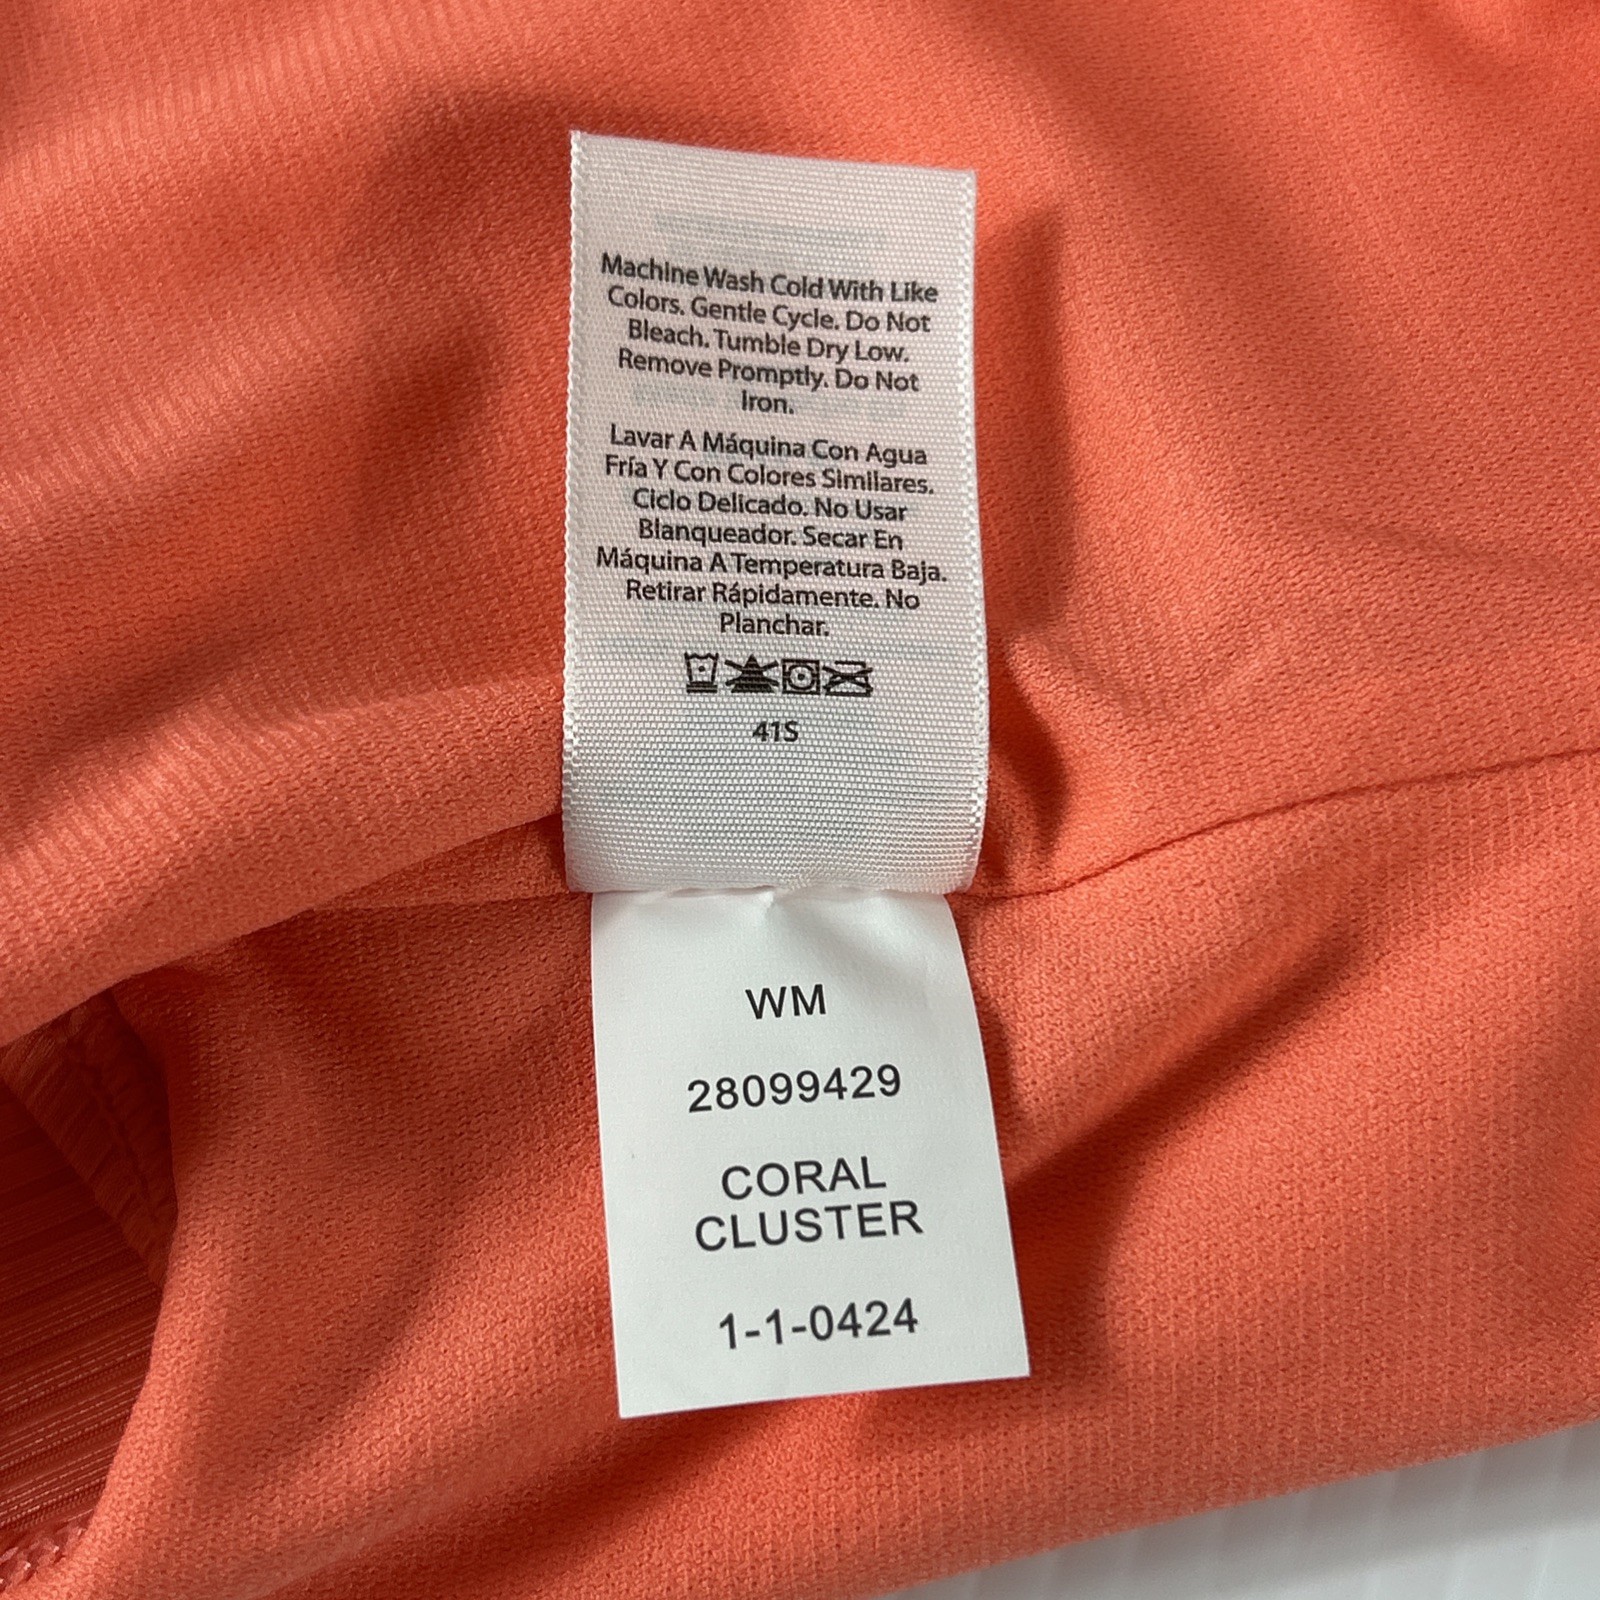 Machine Wash Cold With Like
Colors. Gentle Cycle. Do Not
Bleach. Tumble Dry Low.
Remove Promptly. Do Not
Iron.
Lavar A Máquina Con Agua
Fría Y Con Colores Similares.
Ciclo Delicado. No Usar
Blanqueador. Secar En
Máquina A Temperatura Baja.
Retirar Rápidamente. No
Planchar.
41S
WM
28099429
CORAL
CLUSTER
1-1-0424